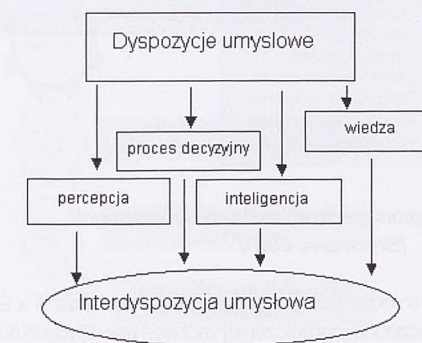 Dyspozycje umyslowe
wiedza
proces decyzyjny
percepcja
inteligencja
Interdyspozycja umysłowa